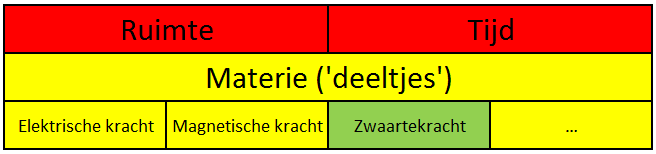 Ruimte Tijd
Materie ('deeltjes')
Elektrische kracht Magnetische kracht Zwaartekracht ...